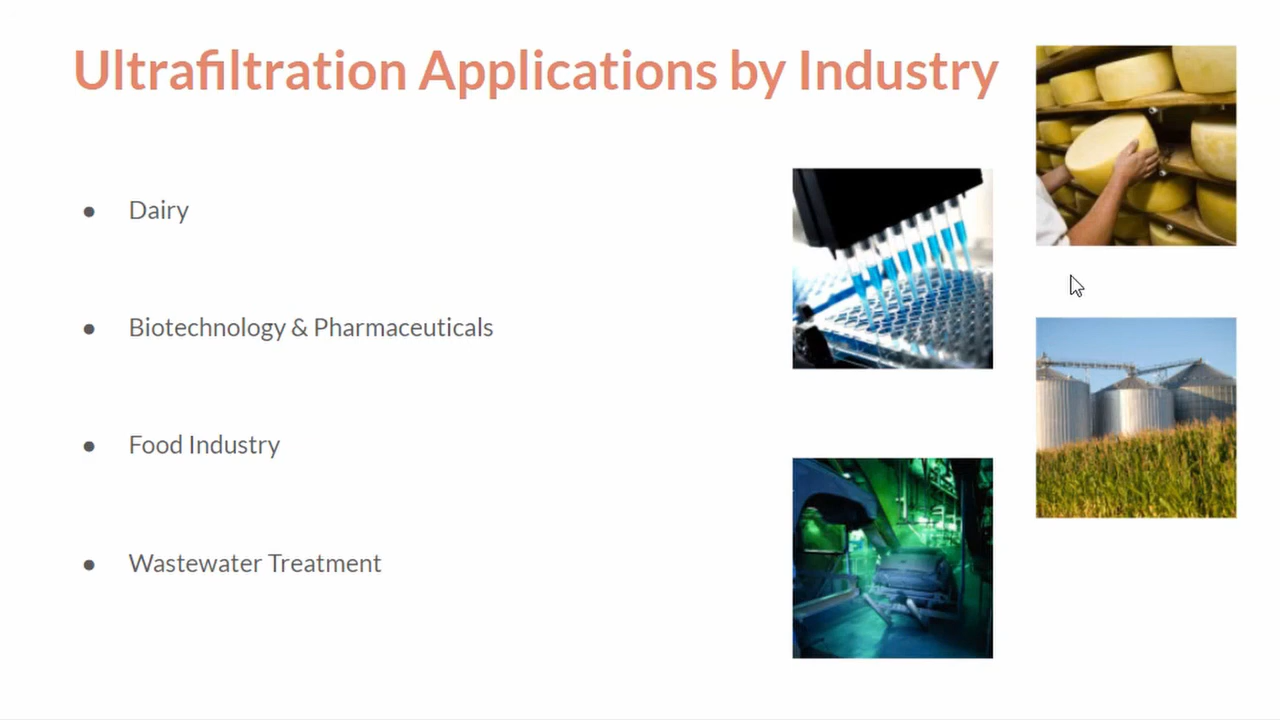 Ultrafiltration Applications by Industry
● Dairy
● Biotechnology & Pharmaceuticals
● Food Industry
● Wastewater Treatment